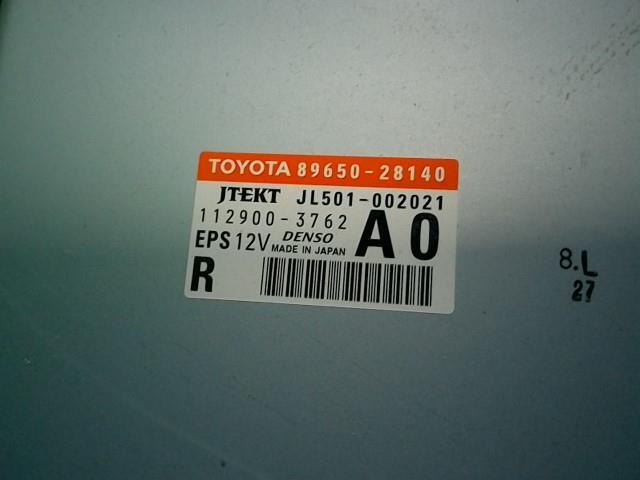 TOYOTA 89650-28140
JTEKT JL501-002021
112900-3762 A0
EPS 12V DENSO
MADE IN JAPAN
R
8.L
27